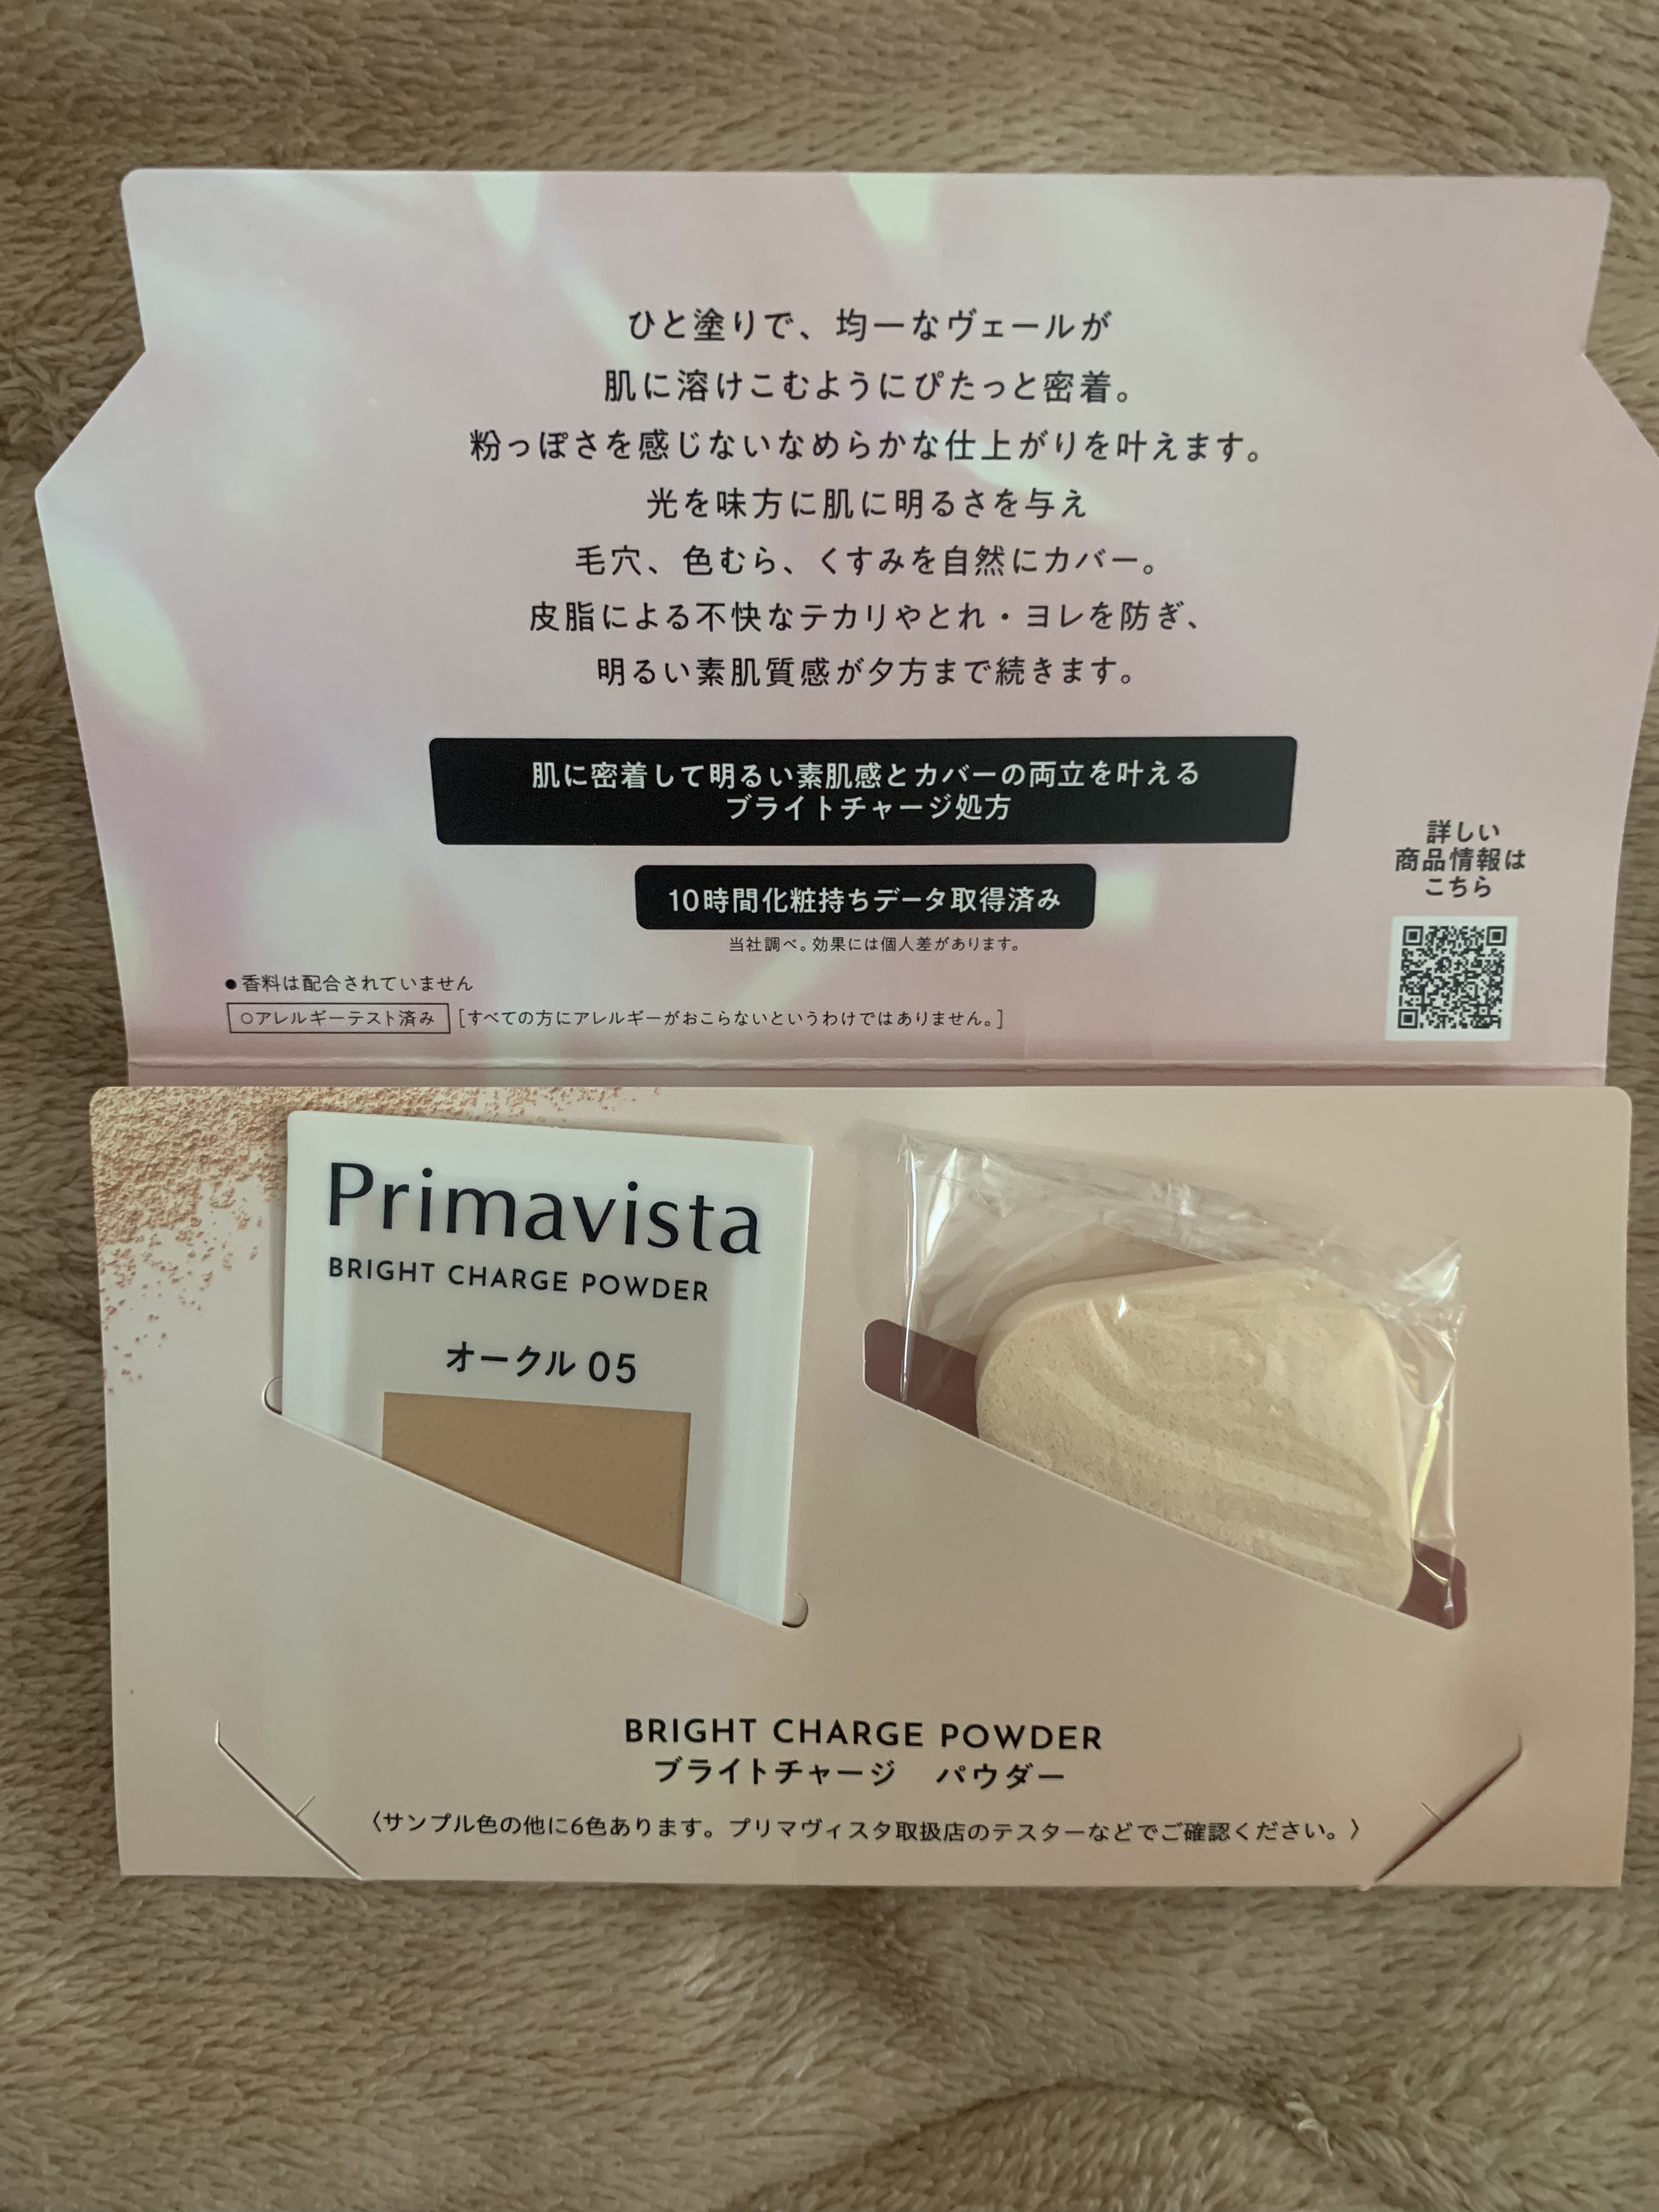 ひと塗りで、均一なヴェールが
肌に溶けこむようにぴたっと密着。
粉っぽさを感じないなめらかな仕上がりを叶えます。
光を味方に肌に明るさを与え
毛穴、色むら、くすみを自然にカバー。
皮脂による不快なテカリやとれ・ヨレを防ぎ、
明るい素肌質感が夕方まで続きます。
肌に密着して明るい素肌感とカバーの両立を叶える
ブライトチャージ処方
10時間化粧持ちデータ取得済み
当社調べ。効果には個人差があります。
詳しい
商品情報は
こちら
●香料は配合されていません
○アレルギーテスト済み [すべての方にアレルギーがおこらないというわけではありません。]
Primavista
BRIGHT CHARGE POWDER
オークル 05
BRIGHT CHARGE POWDER
ブライトチャージ パウダー
〈サンプル色の他に6色あります。プリマヴィスタ取扱店のテスターなどでご確認ください。〉